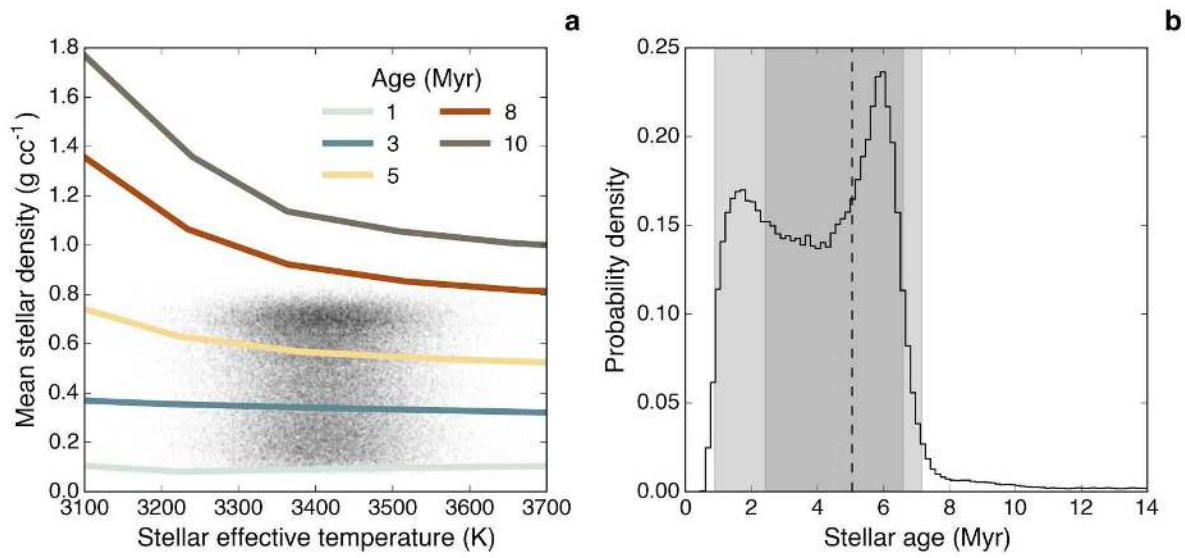 a
b
Mean stellar density (g cc⁻¹)
1.8
1.6
1.4
1.2
1.0
0.8
0.6
0.4
0.2
0.0
3100 3200 3300 3400 3500 3600 3700
Stellar effective temperature (K)
Age (Myr)
1 8
3 10
5
Probability density
0.25
0.20
0.15
0.10
0.05
0.00
0 2 4 6 8 10 12 14
Stellar age (Myr)